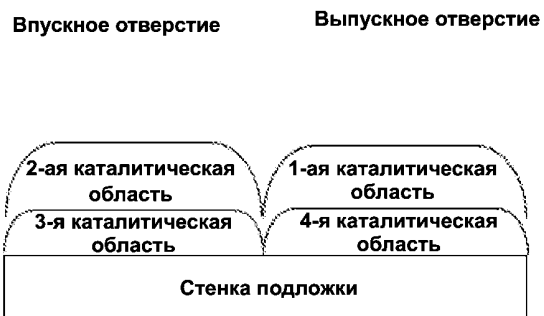 Впускное отверстие
Выпускное отверстие
2-ая каталитическая
область
1-ая каталитическая
область
3-я каталитическая
область
4-я каталитическая
область
Стенка подложки